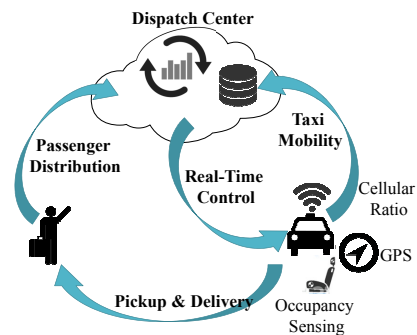 Dispatch Center
Passenger
Distribution
Taxi
Mobility
Real-Time
Control
Cellular
Ratio
GPS
Pickup & Delivery
Occupancy
Sensing